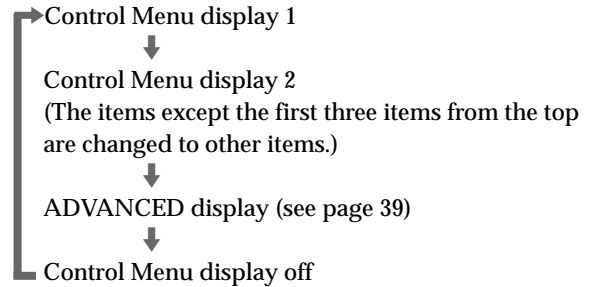 Control Menu display 1
Control Menu display 2
(The items except the first three items from the top
are changed to other items.)
ADVANCED display (see page 39)
Control Menu display off